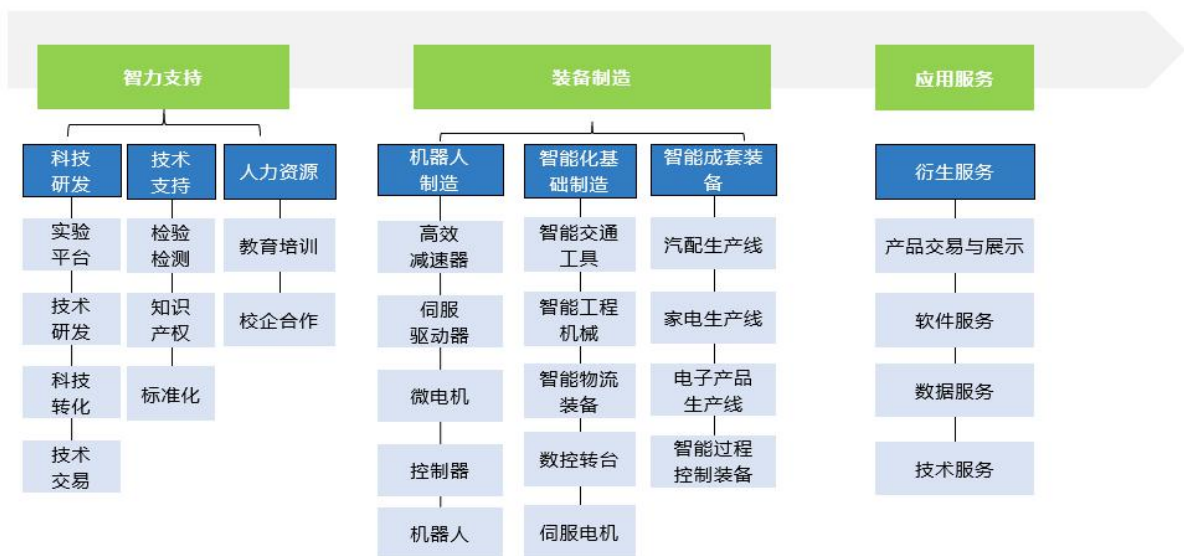 智力支持
装备制造
应用服务
科技
研发
技术
支持
人力资源
机器人
制造
智能化基
础制造
智能成套装
备
衍生服务
实验
平台
检验
检测
教育培训
高效
减速器
智能交通
工具
汽配生产线
产品交易与展示
技术
研发
知识
产权
校企合作
伺服
驱动器
智能工程
机械
家电生产线
软件服务
科技
转化
标准化
微电机
智能物流
装备
电子产品
生产线
数据服务
技术
交易
控制器
数控转台
智能过程
控制装备
技术服务
机器人
伺服电机